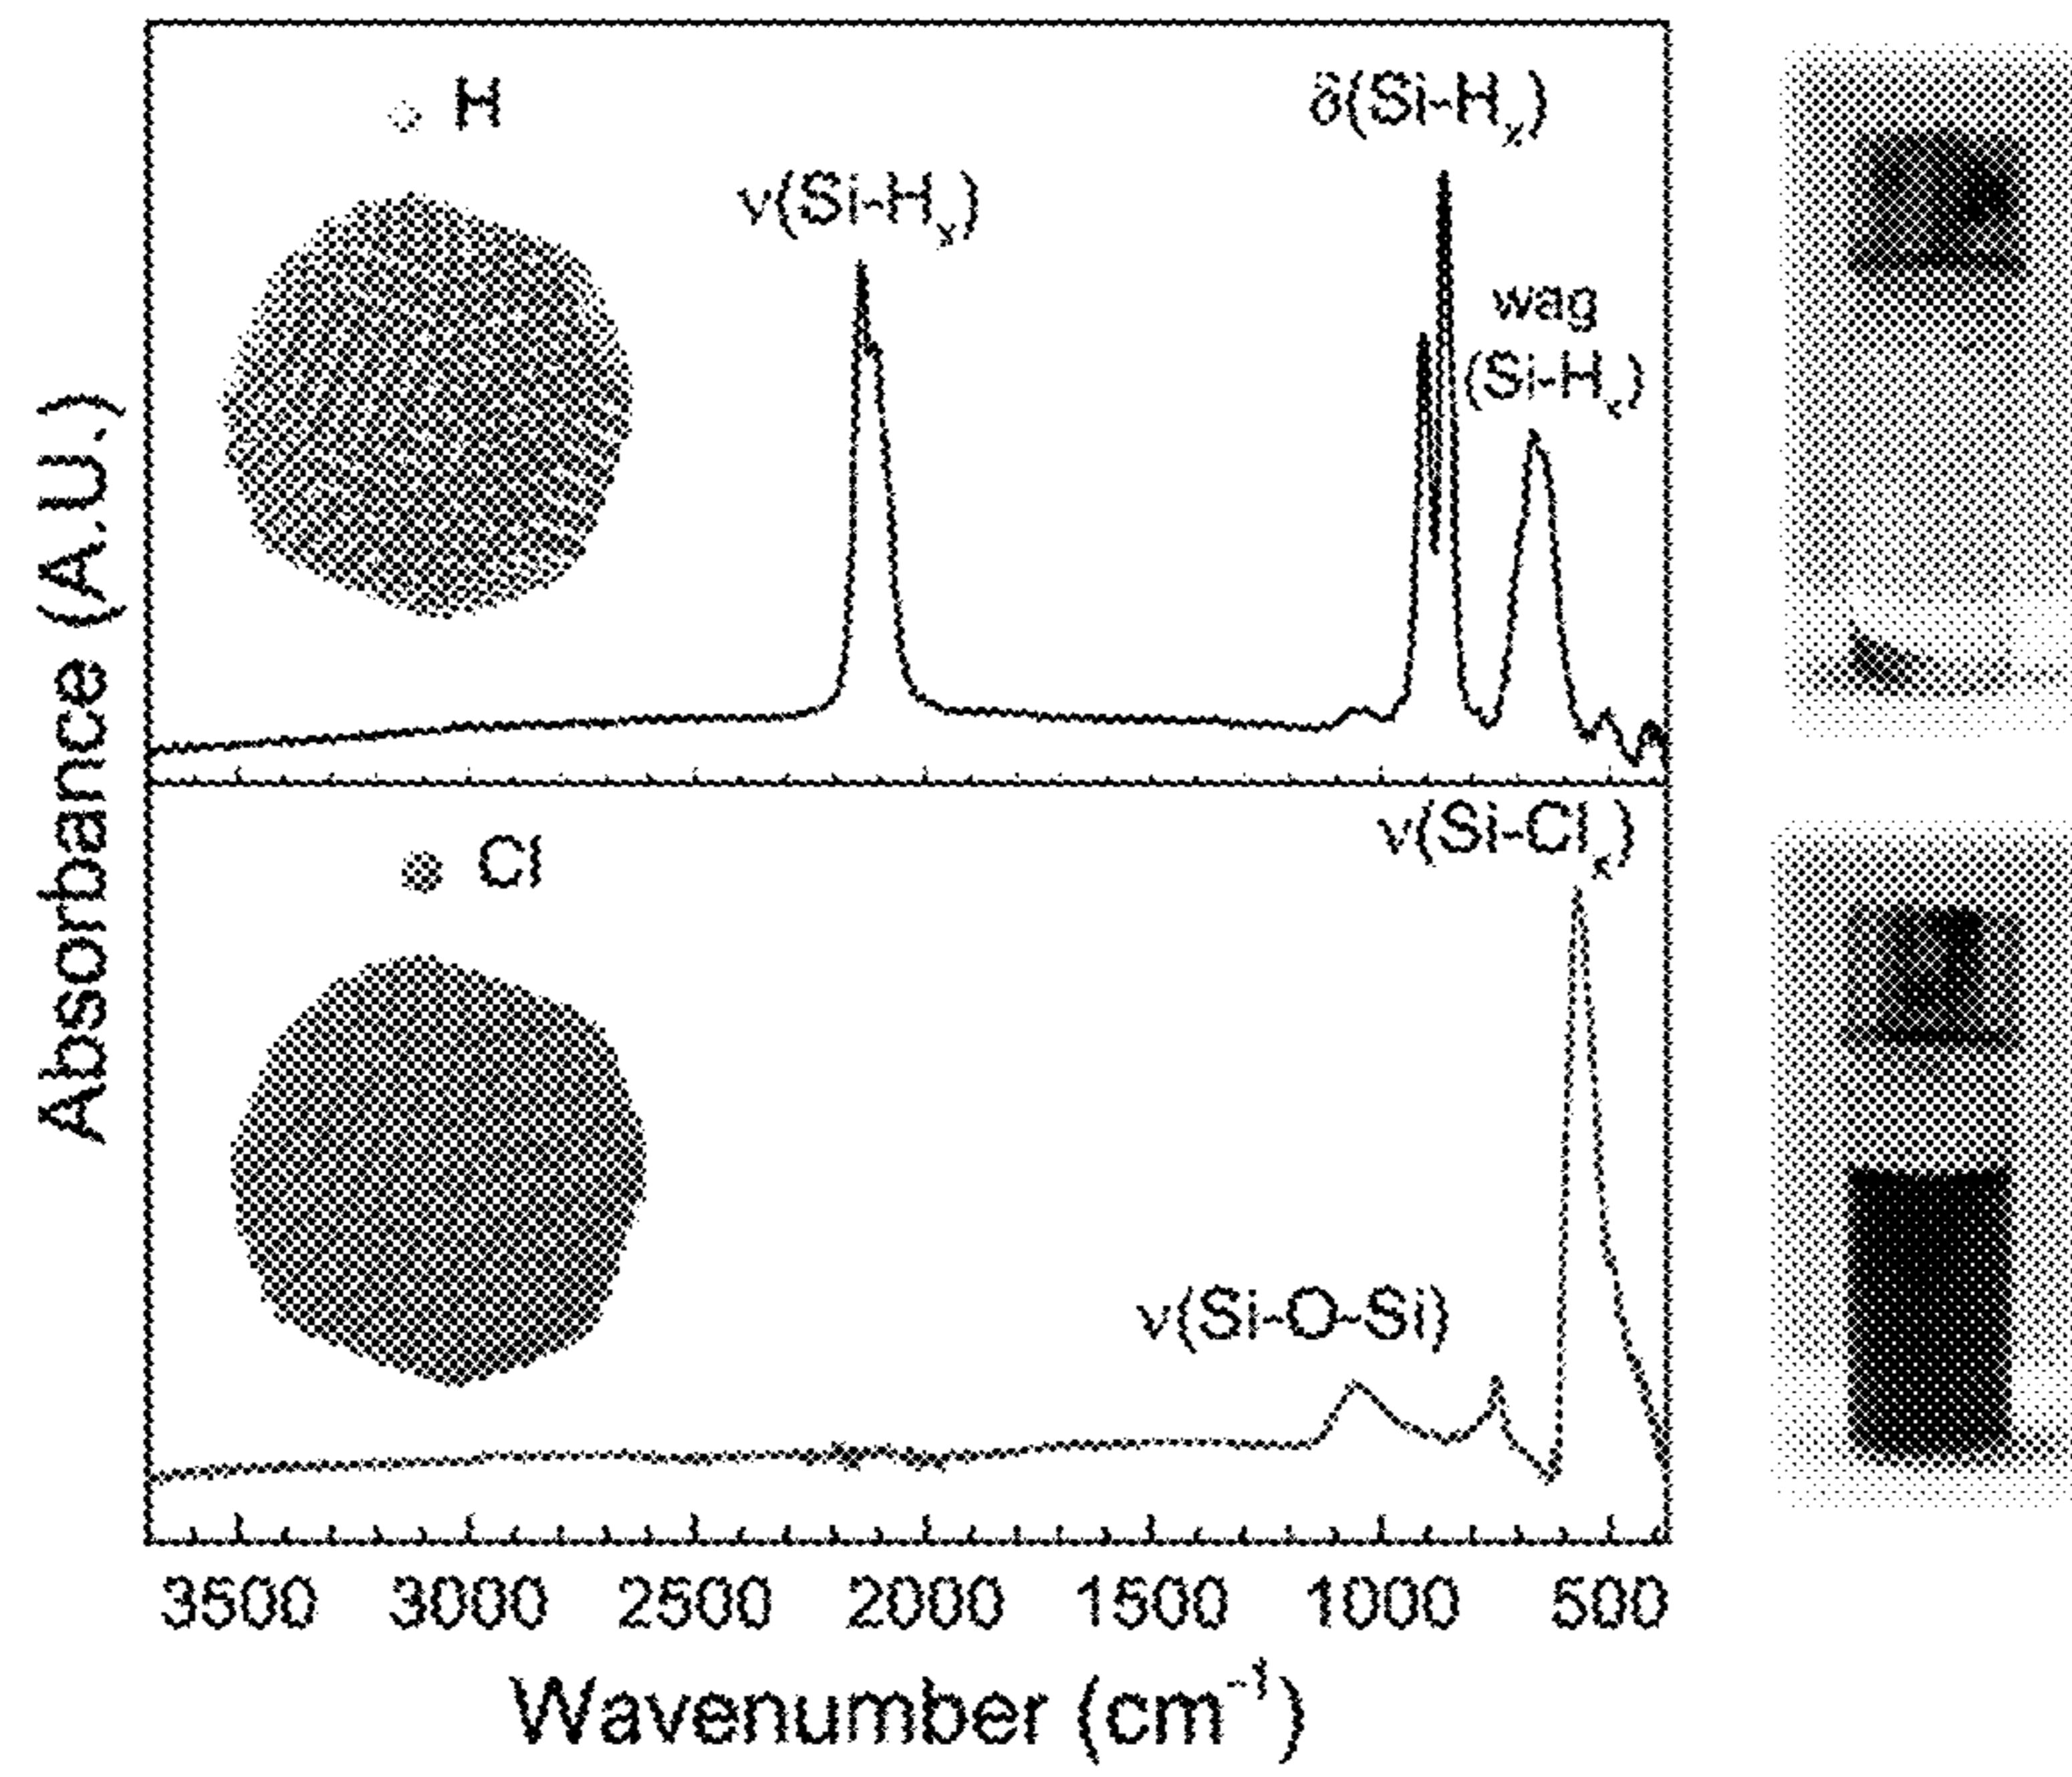 Absorbance (A.U.)
H
ν(Si-Hₓ)
δ(Si-Hₓ)
wag
(Si-Hₓ)
Cl
ν(Si-Clₓ)
ν(Si-O-Si)
3500 3000 2500 2000 1500 1000 500
Wavenumber (cm⁻¹)